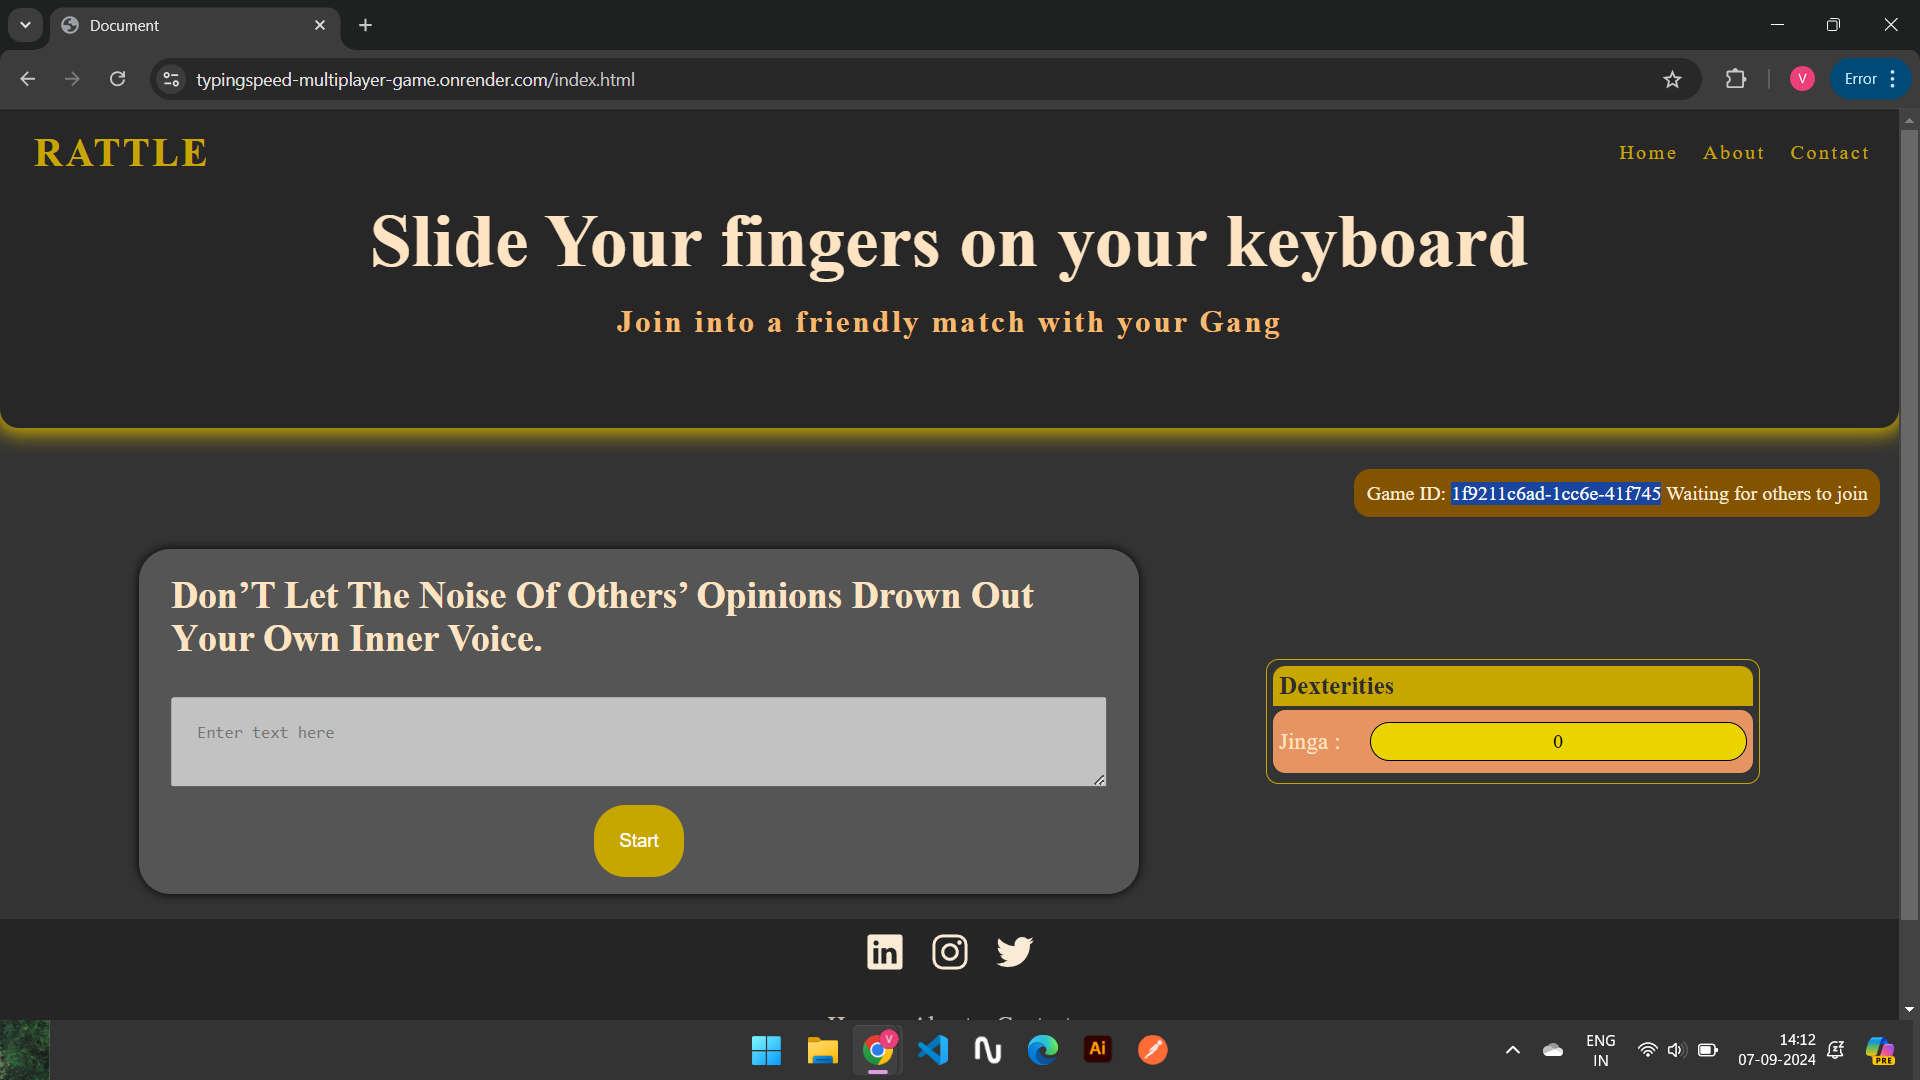 Document
typingspeed-multiplayer-game.onrender.com/index.html
V
Error
RATTLE
Home About Contact
Slide Your fingers on your keyboard
Join into a friendly match with your Gang
Game ID: 1f9211c6ad-1cc6e-41f745 Waiting for others to join
Don’T Let The Noise Of Others’ Opinions Drown Out
Your Own Inner Voice.
Enter text here
Start
Dexterities
Jinga : 0
in
V
Ai
ENG
IN
14:12
07-09-2024
PRE